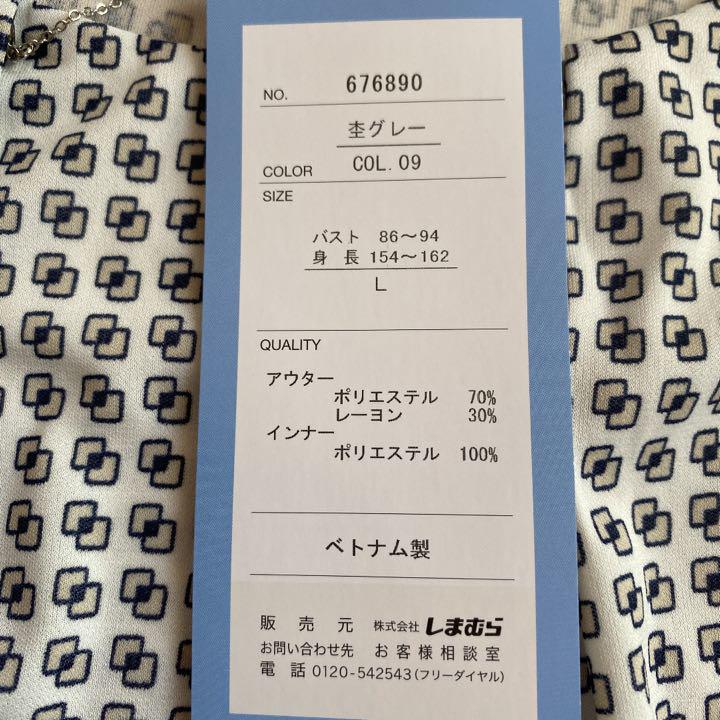 NO. 676890
杢グレー
COLOR COL. 09
SIZE
バスト 86～94
身長 154～162
L
QUALITY
アウター
ポリエステル 70%
レーヨン 30%
インナー
ポリエステル 100%
ベトナム製
販売元 株式会社しまむら
お問い合わせ先 お客様相談室
電話 0120-542543(フリーダイヤル)